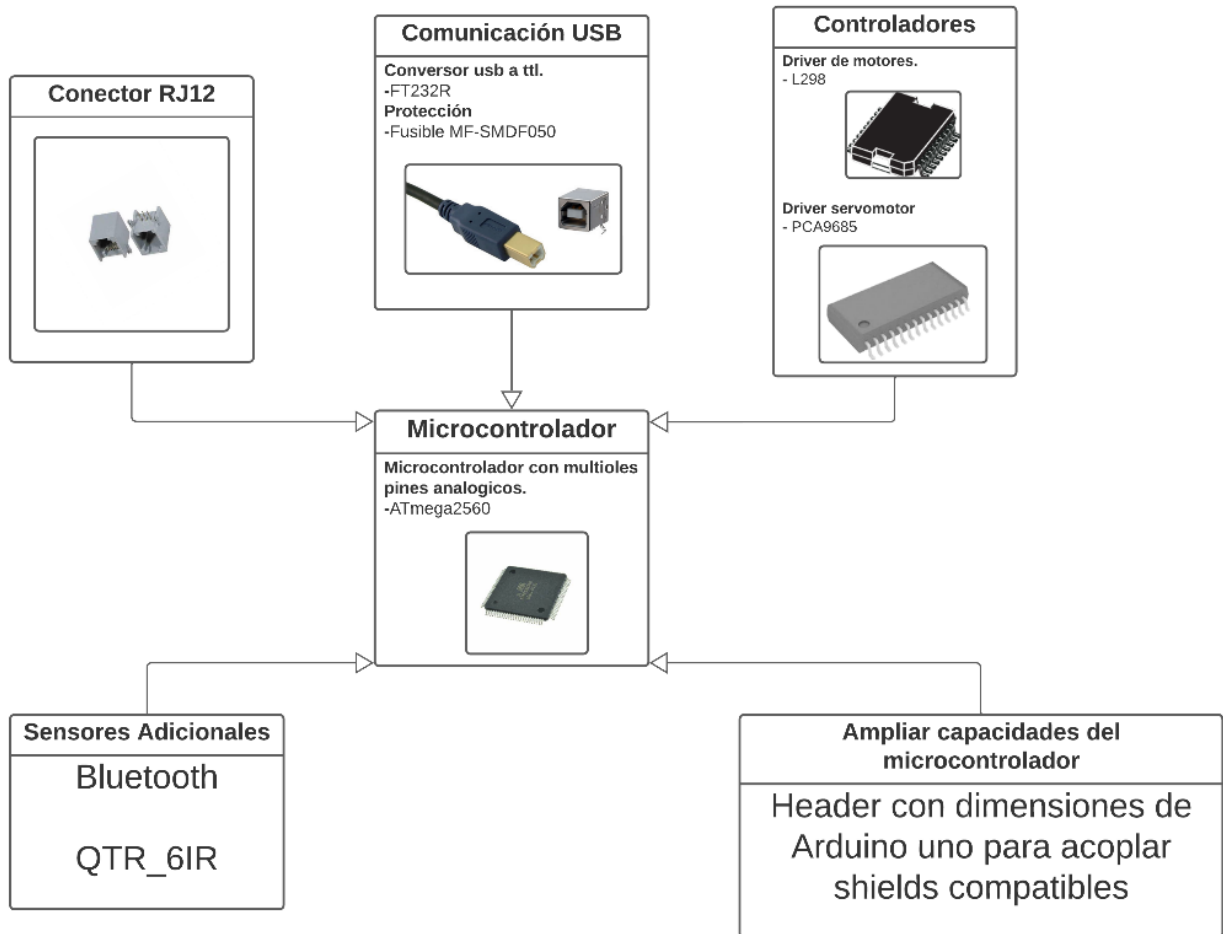 Conector RJ12
Comunicación USB
Conversor usb a ttl.
-FT232R
Protección
-Fusible MF-SMDF050
Controladores
Driver de motores.
- L298
Driver servomotor
- PCA9685
Microcontrolador
Microcontrolador con multioles
pines analogicos.
-ATmega2560
Sensores Adicionales
Bluetooth
QTR_6IR
Ampliar capacidades del
microcontrolador
Header con dimensiones de
Arduino uno para acoplar
shields compatibles